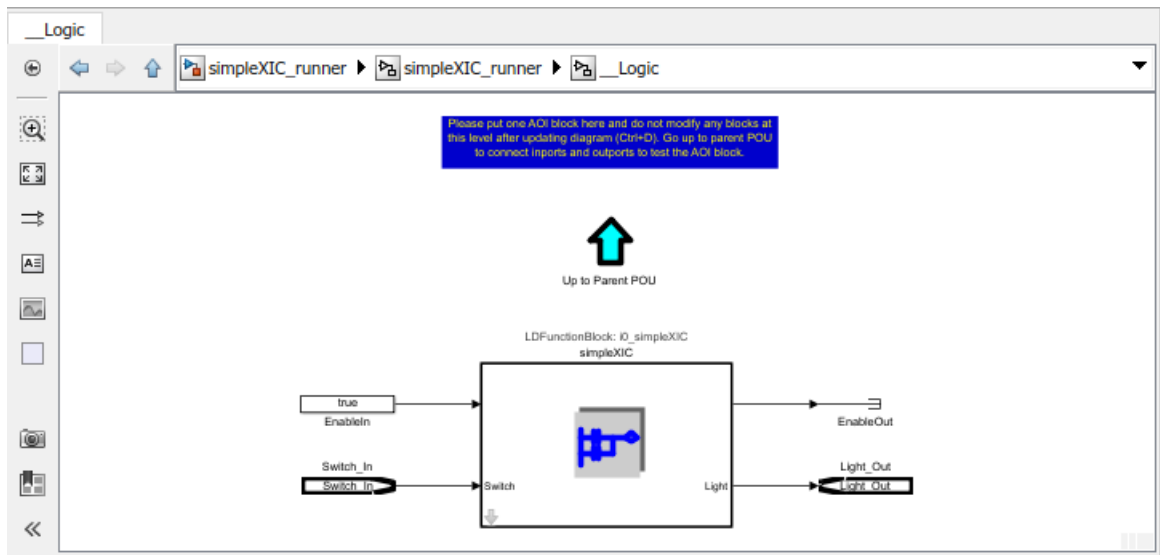 __Logic
simpleXIC_runner simpleXIC_runner __Logic
Please put one AOI block here and do not modify any blocks at
this level after updating diagram (Ctrl+D). Go up to parent POU
to connect inports and outports to test the AOI block.
Up to Parent POU
LDFunctionBlock: i0_simpleXIC
simpleXIC
true
EnableIn
EnableOut
Switch_In
Switch_In
Switch
Light
Light_Out
Light_Out